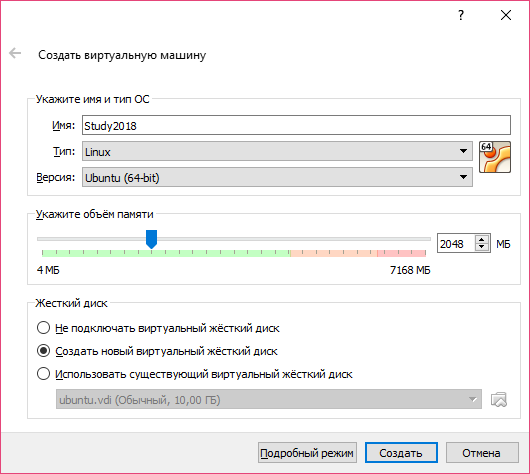 ?
Создать виртуальную машину
Укажите имя и тип ОС
Имя: Study2018
Тип: Linux
64
Версия: Ubuntu (64-bit)
Укажите объём памяти
2048 МБ
4 МБ 7168 МБ
Жесткий диск
Не подключать виртуальный жёсткий диск
Создать новый виртуальный жёсткий диск
Использовать существующий виртуальный жёсткий диск
ubuntu.vdi (Обычный, 10,00 ГБ)
Подробный режим Создать Отмена